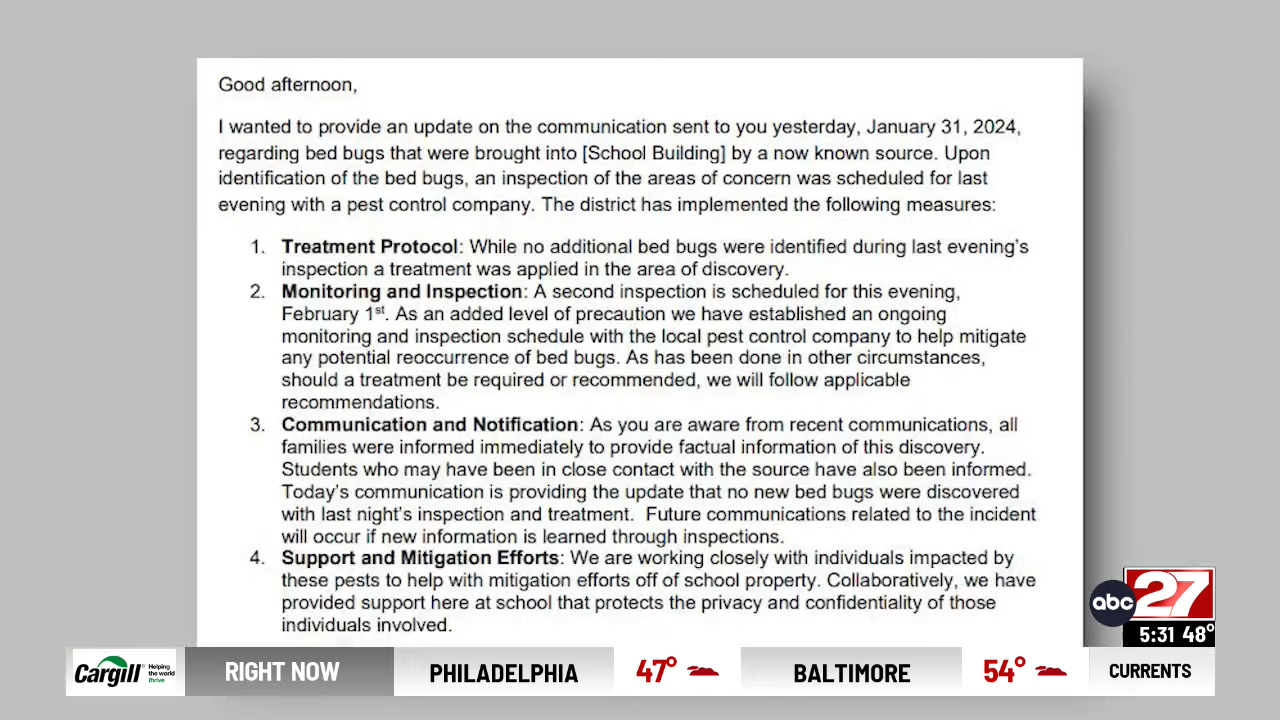 Good afternoon,
I wanted to provide an update on the communication sent to you yesterday, January 31, 2024,
regarding bed bugs that were brought into [School Building] by a now known source. Upon
identification of the bed bugs, an inspection of the areas of concern was scheduled for last
evening with a pest control company. The district has implemented the following measures:
1. Treatment Protocol: While no additional bed bugs were identified during last evening's
inspection a treatment was applied in the area of discovery.
2. Monitoring and Inspection: A second inspection is scheduled for this evening,
February 1st. As an added level of precaution we have established an ongoing
monitoring and inspection schedule with the local pest control company to help mitigate
any potential reoccurrence of bed bugs. As has been done in other circumstances,
should a treatment be required or recommended, we will follow applicable
recommendations.
3. Communication and Notification: As you are aware from recent communications, all
families were informed immediately to provide factual information of this discovery.
Students who may have been in close contact with the source have also been informed.
Today's communication is providing the update that no new bed bugs were discovered
with last night's inspection and treatment. Future communications related to the incident
will occur if new information is learned through inspections.
4. Support and Mitigation Efforts: We are working closely with individuals impacted by
these pests to help with mitigation efforts off of school property. Collaboratively, we have
provided support here at school that protects the privacy and confidentiality of those
individuals involved.
abc 27
5:31 48°
Cargill Helping the world thrive RIGHT NOW PHILADELPHIA 47° BALTIMORE 54° CURRENTS